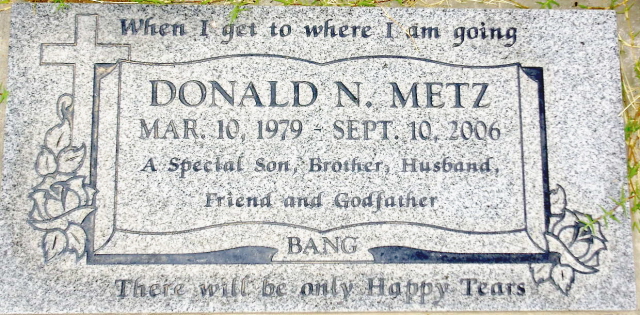 When I get to where I am going
DONALD N. METZ
MAR. 10, 1979 - SEPT. 10, 2006
A Special Son, Brother, Husband,
Friend and Godfather
BANG
There will be only Happy Tears